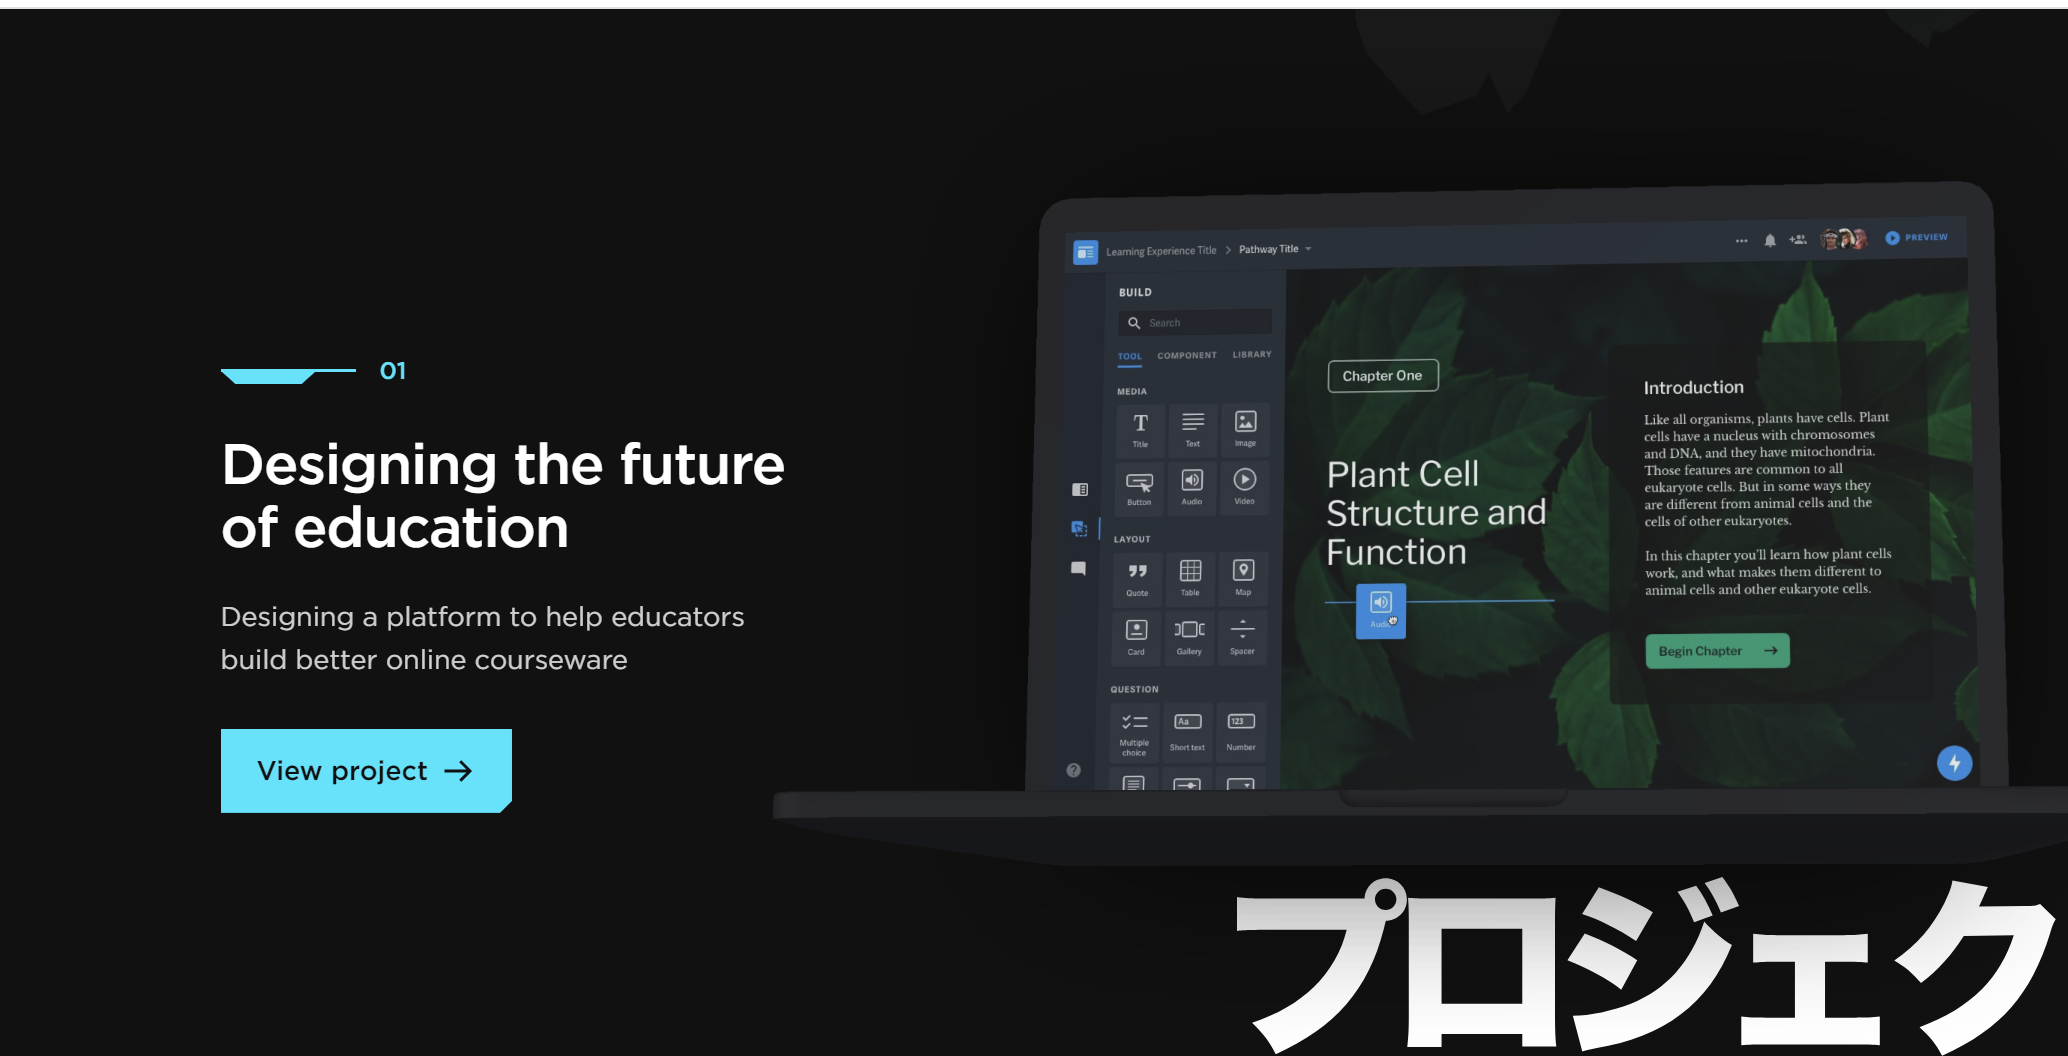 01
Designing the future
of education
Designing a platform to help educators
build better online courseware
View project
Learning Experience Title
Pathway Title
PREVIEW
BUILD
Search
TOOL
COMPONENT
LIBRARY
MEDIA
Title
Text
Image
Button
Audio
Video
LAYOUT
Quote
Table
Map
Card
Gallery
Spacer
QUESTION
Aa
123
Multiple
choice
Short text
Number
Chapter One
Plant Cell
Structure and
Function
Audio
Introduction
Like all organisms, plants have cells. Plant
cells have a nucleus with chromosomes
and DNA, and they have mitochondria.
Those features are common to all
eukaryote cells. But in some ways they
are different from animal cells and the
cells of other eukaryotes.
In this chapter you'll learn how plant cells
work, and what makes them different to
animal cells and other eukaryote cells.
Begin Chapter
プロジェク